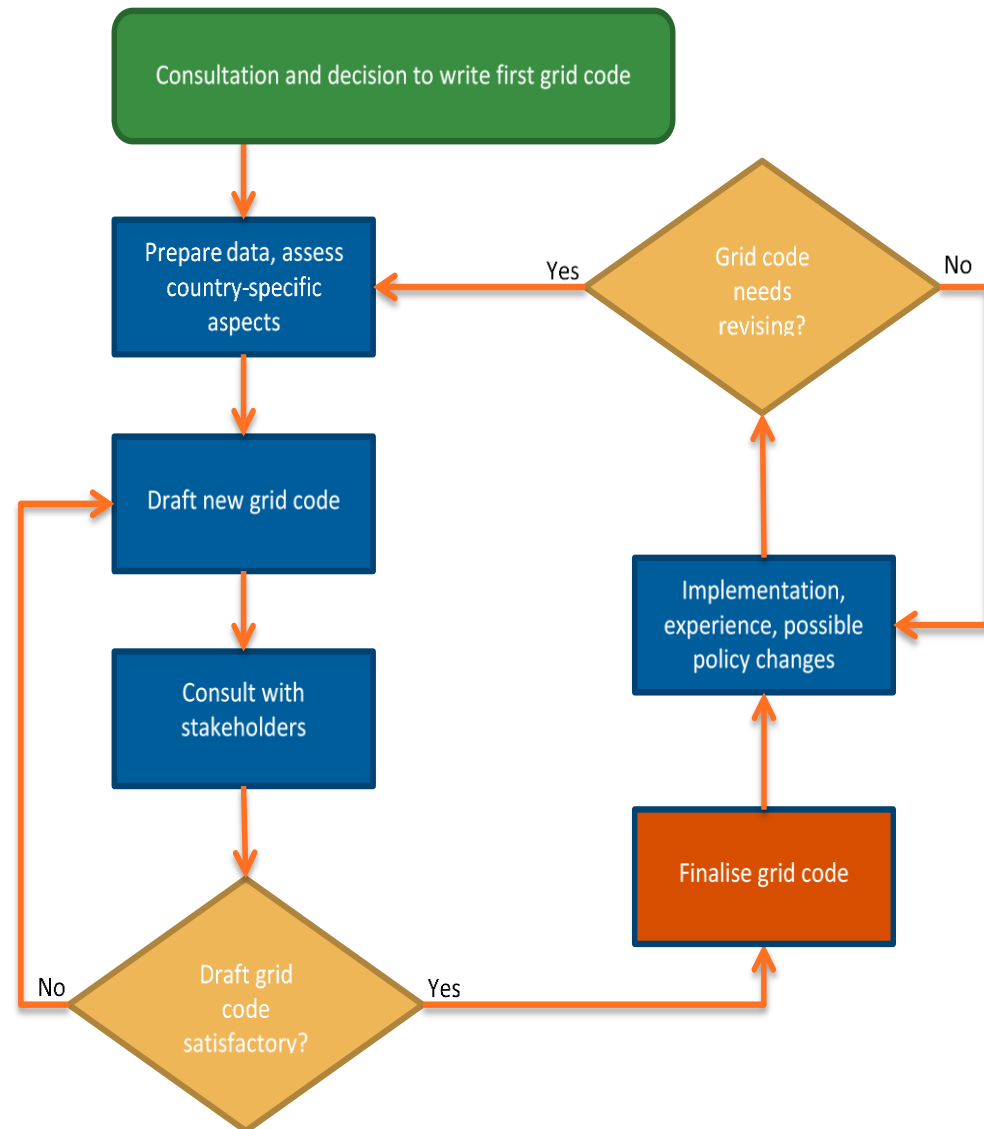 Consultation and decision to write first grid code
Prepare data, assess
country-specific
aspects
Yes
Grid code
needs
revising?
No
Draft new grid code
Implementation,
experience, possible
policy changes
Consult with
stakeholders
Finalise grid code
No
Draft grid
code
satisfactory?
Yes